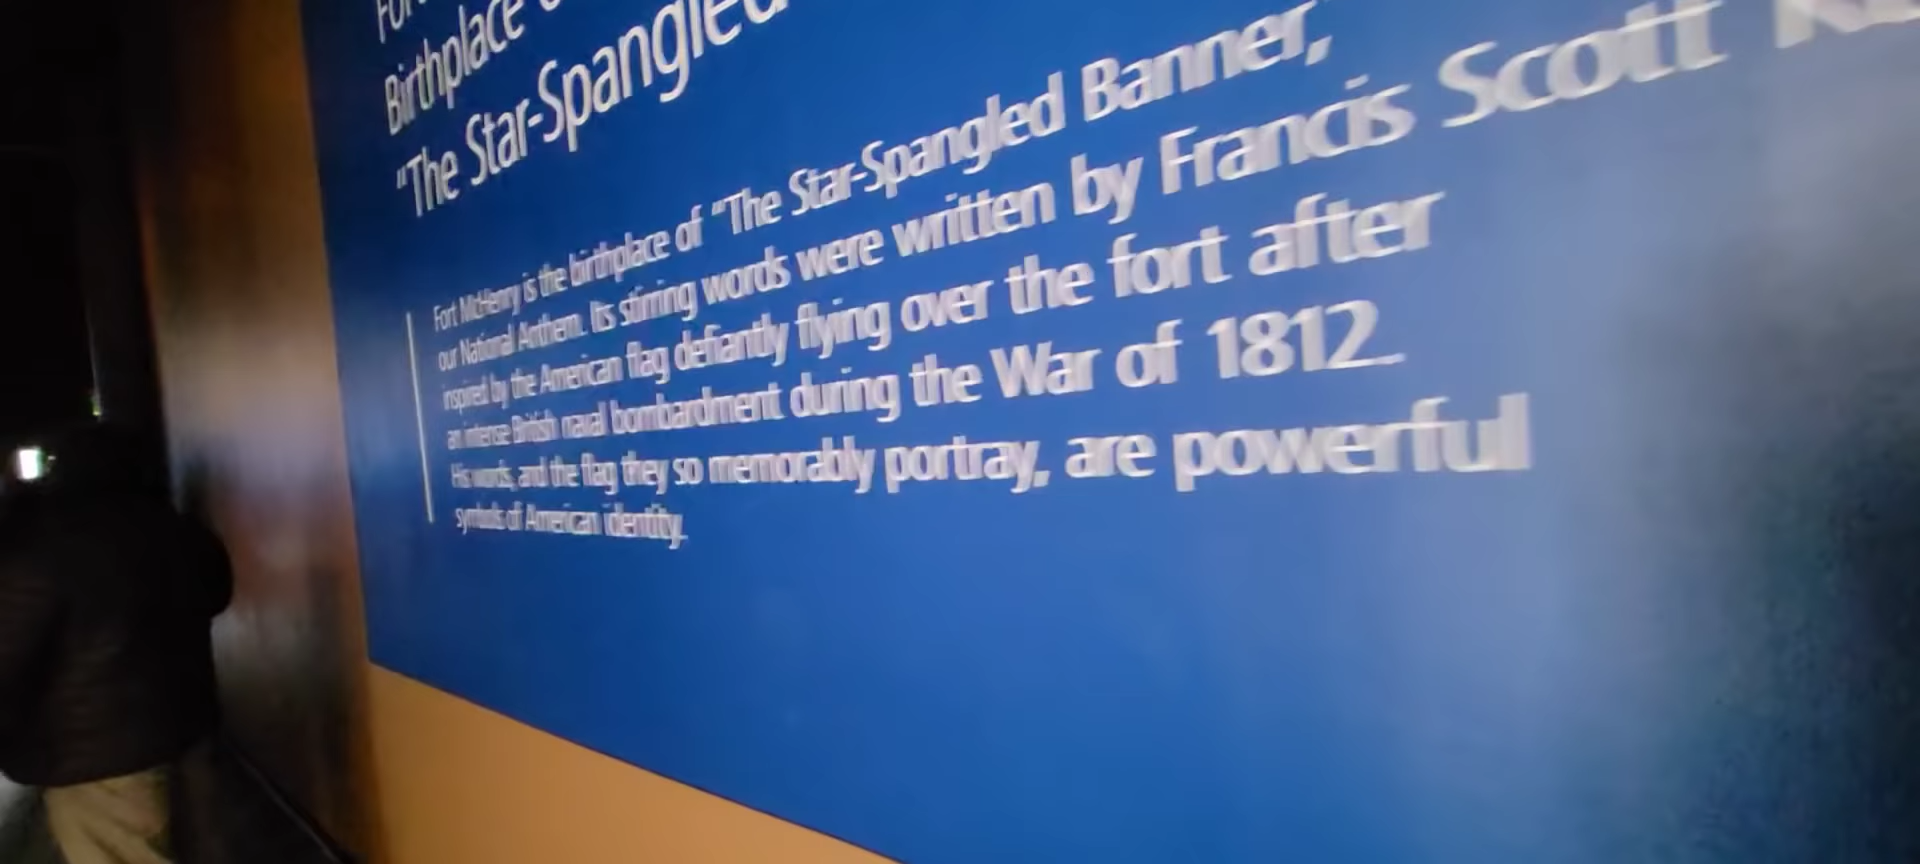 Birthplace
"The Star-Spangled
Fort McHenry is the birthplace of "The Star-Spangled Banner,"
our National Anthem. Its stirring words were written by Francis Scott
inspired by the American flag defiantly flying over the fort after
an intense British naval bombardment during the War of 1812.
His words, and the flag they so memorably portray, are powerful
symbols of American identity.